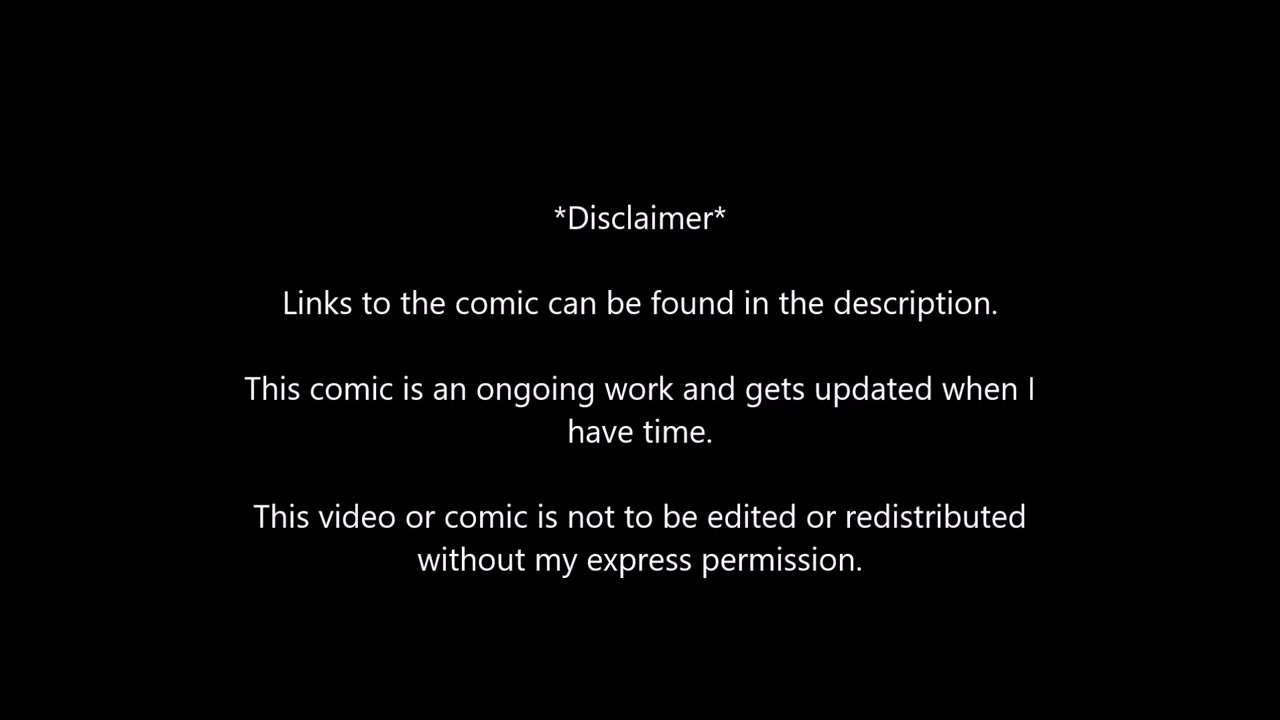 *Disclaimer*
Links to the comic can be found in the description.
This comic is an ongoing work and gets updated when I
have time.
This video or comic is not to be edited or redistributed
without my express permission.